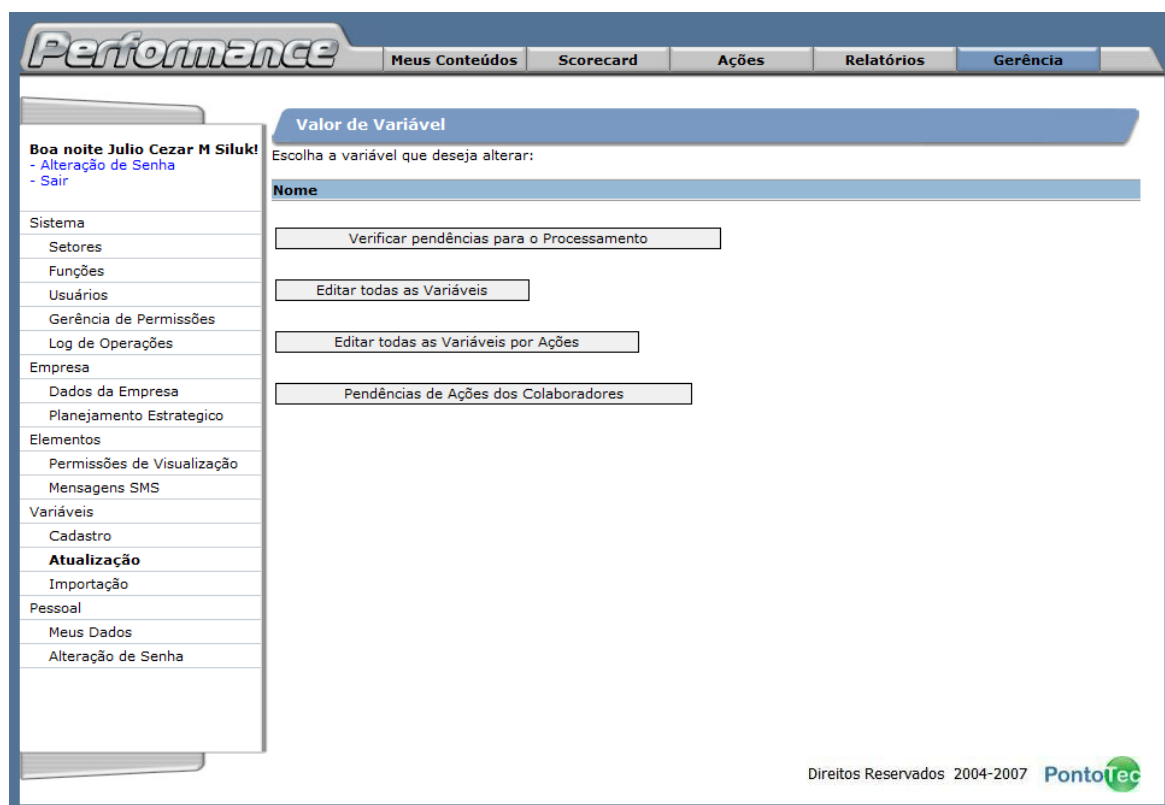 Performance
Meus Conteúdos Scorecard Ações Relatórios Gerência
Boa noite Julio Cezar M Siluk!
- Alteração de Senha
- Sair
Sistema
Setores
Funções
Usuários
Gerência de Permissões
Log de Operações
Empresa
Dados da Empresa
Planejamento Estrategico
Elementos
Permissões de Visualização
Mensagens SMS
Variáveis
Cadastro
Atualização
Importação
Pessoal
Meus Dados
Alteração de Senha
Valor de Variável
Escolha a variável que deseja alterar:
Nome
Verificar pendências para o Processamento
Editar todas as Variáveis
Editar todas as Variáveis por Ações
Pendências de Ações dos Colaboradores
Direitos Reservados 2004-2007 PontoTec